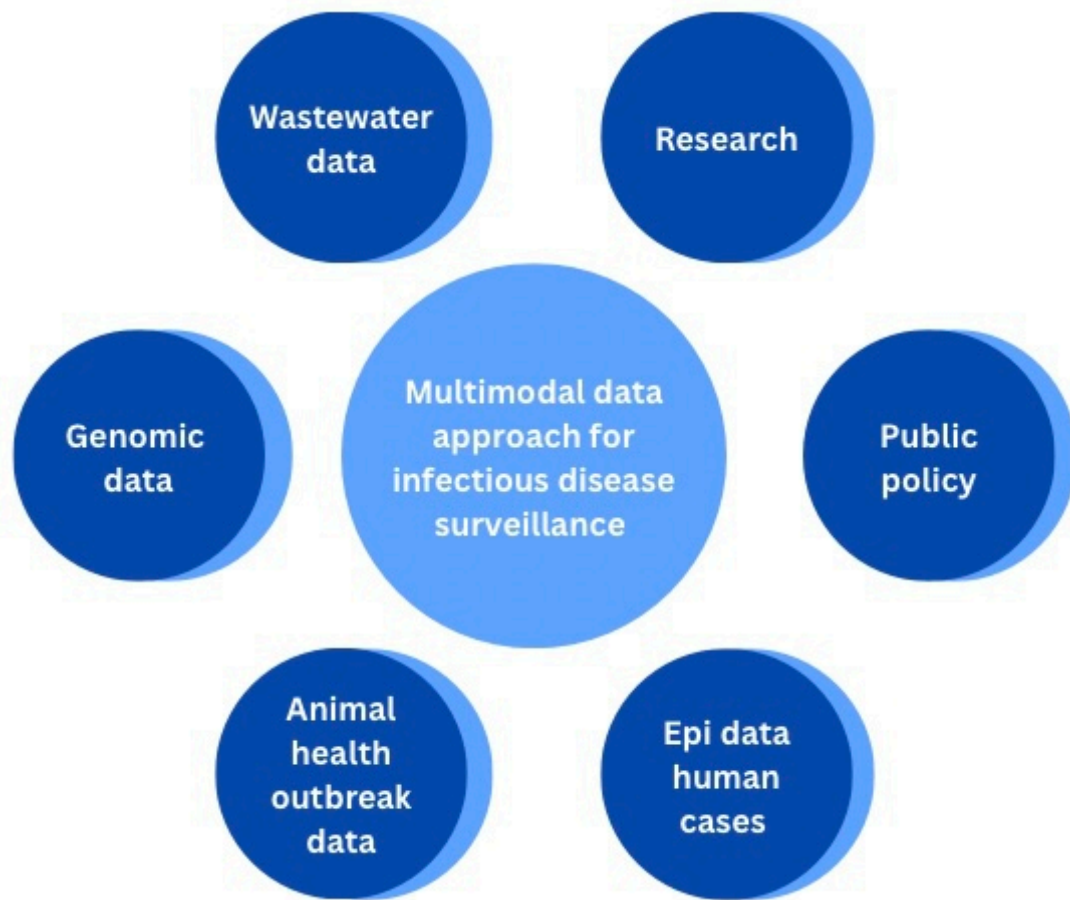 Wastewater
data
Research
Genomic
data
Multimodal data
approach for
infectious disease
surveillance
Public
policy
Animal
health
outbreak
data
Epi data
human
cases